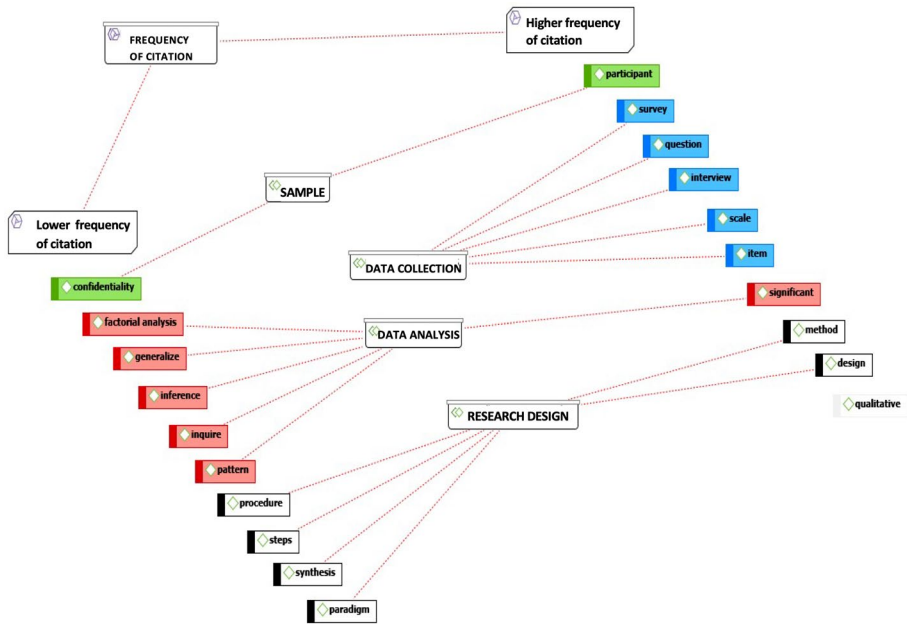 Higher frequency
of citation
FREQUENCY
OF CITATION
participant
survey
question
interview
SAMPLE
scale
Lower frequency
of citation
item
DATA COLLECTION
confidentiality
significant
factorial analysis
method
DATA ANALYSIS
generalize
design
inference
qualitative
RESEARCH DESIGN
inquire
pattern
procedure
steps
synthesis
paradigm